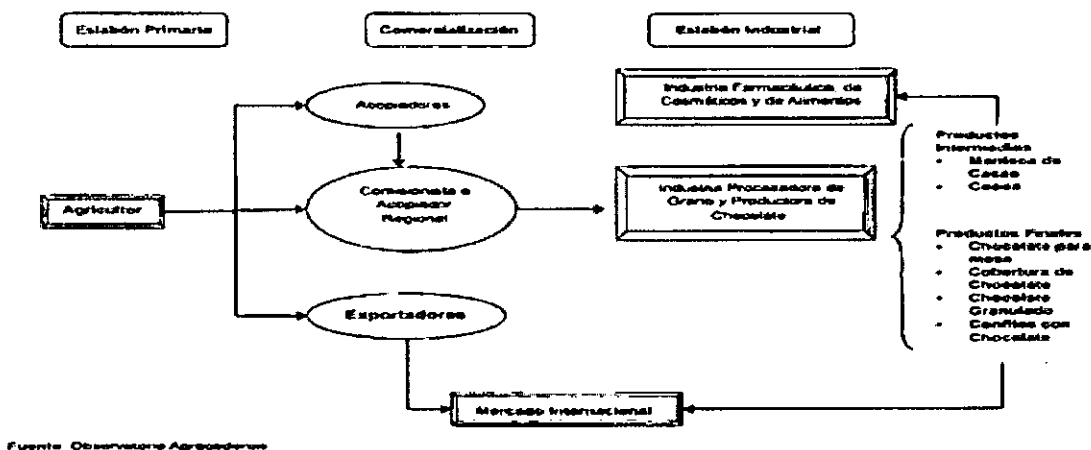 Eslabón Primario
Comercialización
Eslabón Industrial
Acopiadores
Industria Farmacéutica, de
Cosméticos y de Alimentos
Productos
Intermedios
• Manteca de
Cacao
• Cacao
Agricultor
Comisionista o
Acopiador
Regional
Industria Procesadora de
Grano y Productora de
Chocolate
Productos Finales
• Chocolate para
mesa
• Cobertura de
Chocolate
• Chocolate
Granulado
• Confites con
Chocolate
Exportadores
Mercado Internacional
Fuente: Observatorio Agrocadenas